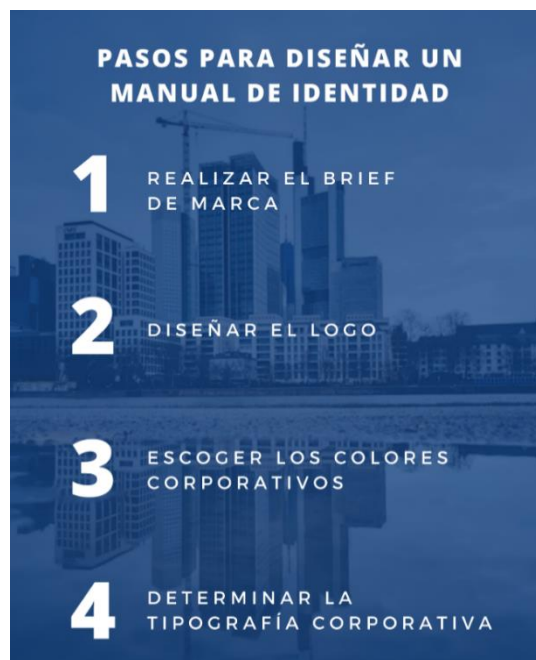 PASOS PARA DISEÑAR UN
MANUAL DE IDENTIDAD
1 REALIZAR EL BRIEF
DE MARCA
2 DISEÑAR EL LOGO
3 ESCOGER LOS COLORES
CORPORATIVOS
4 DETERMINAR LA
TIPOGRAFÍA CORPORATIVA